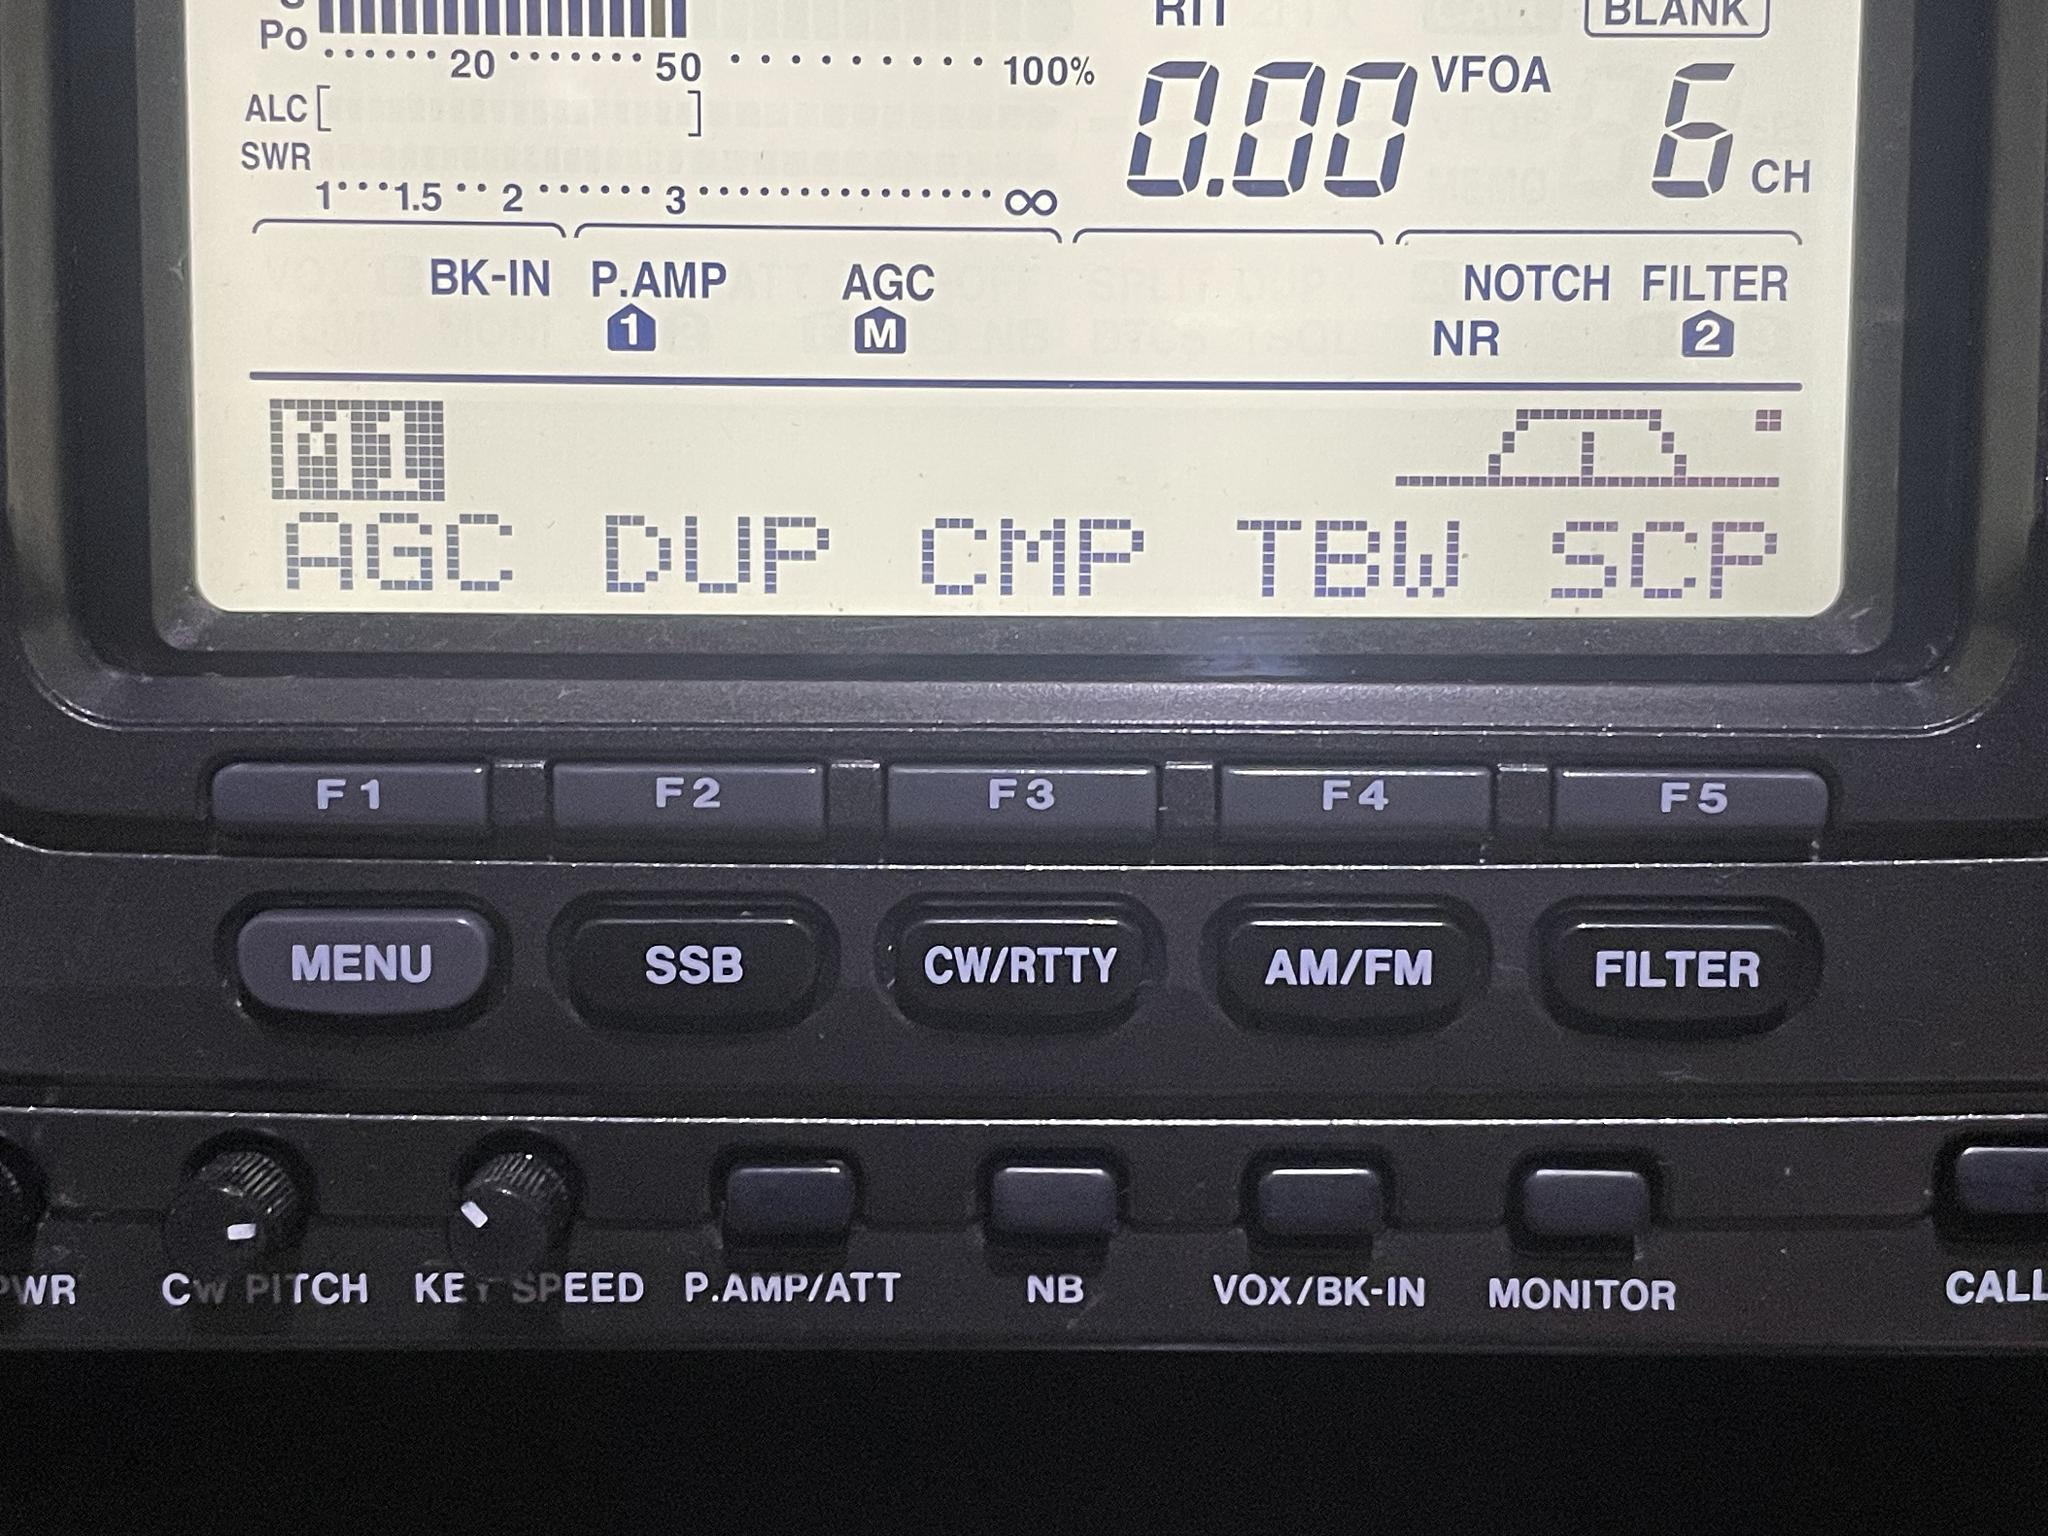 RIT BLANK
Po 20 50 100% 0.00 VFOA 6 CH
ALC
SWR
1 1.5 2 3 ∞
BK-IN P.AMP AGC NOTCH FILTER
1 M NR 2
M1
AGC DUP CMP TBW SCP
F1 F2 F3 F4 F5
MENU SSB CW/RTTY AM/FM FILTER
PWR CW PITCH KEY SPEED P.AMP/ATT NB VOX/BK-IN MONITOR CALL